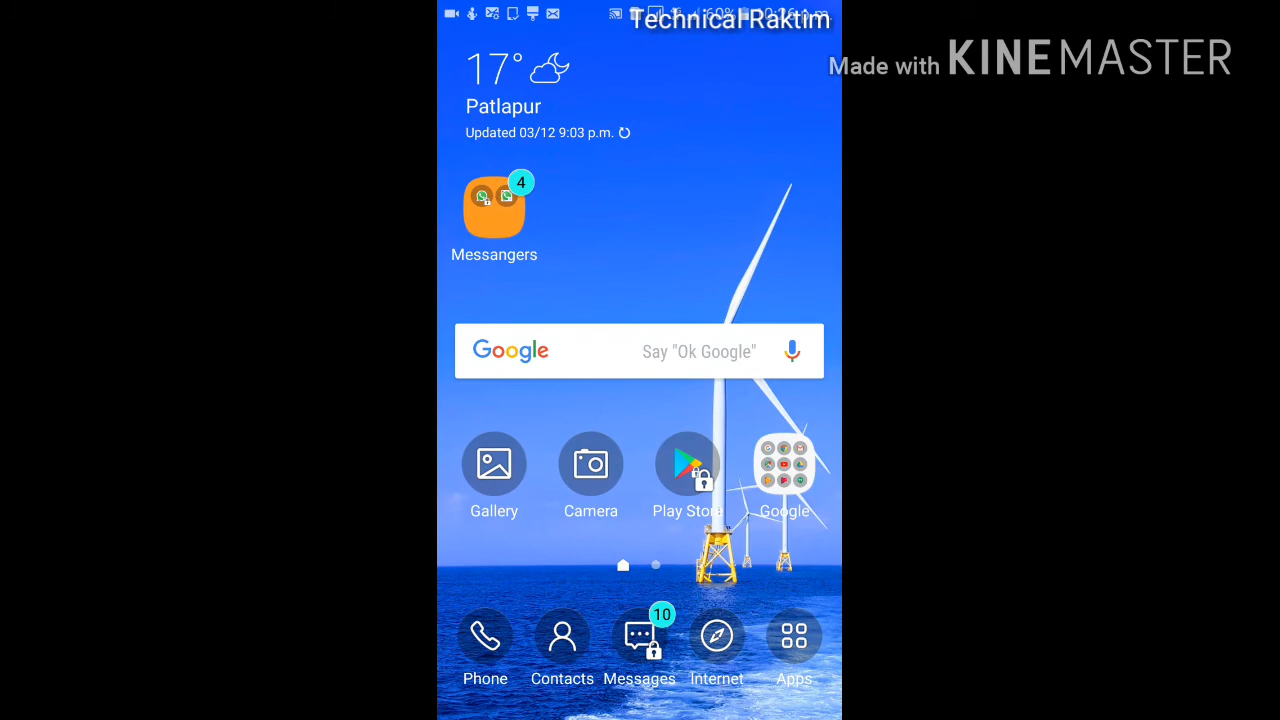 60%
Technical Raktim
Made with KINEMASTER
17°
Patlapur
Updated 03/12 9:03 p.m.
4
Messangers
Google Say "Ok Google"
Gallery Camera Play Store Google
10
Phone Contacts Messages Internet Apps